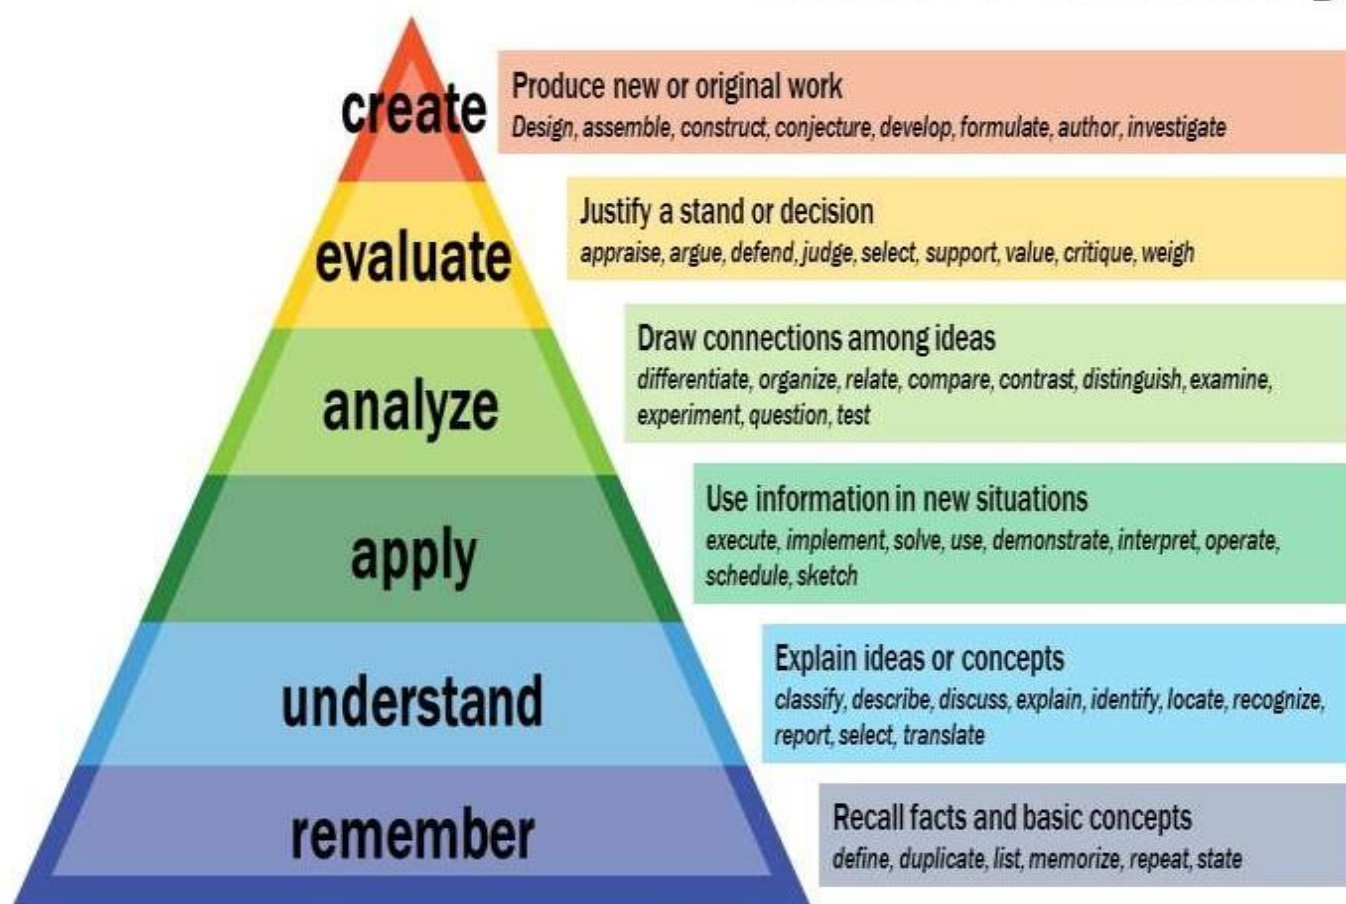 create
Produce new or original work
Design, assemble, construct, conjecture, develop, formulate, author, investigate
evaluate
Justify a stand or decision
appraise, argue, defend, judge, select, support, value, critique, weigh
analyze
Draw connections among ideas
differentiate, organize, relate, compare, contrast, distinguish, examine,
experiment, question, test
apply
Use information in new situations
execute, implement, solve, use, demonstrate, interpret, operate,
schedule, sketch
understand
Explain ideas or concepts
classify, describe, discuss, explain, identify, locate, recognize,
report, select, translate
remember
Recall facts and basic concepts
define, duplicate, list, memorize, repeat, state